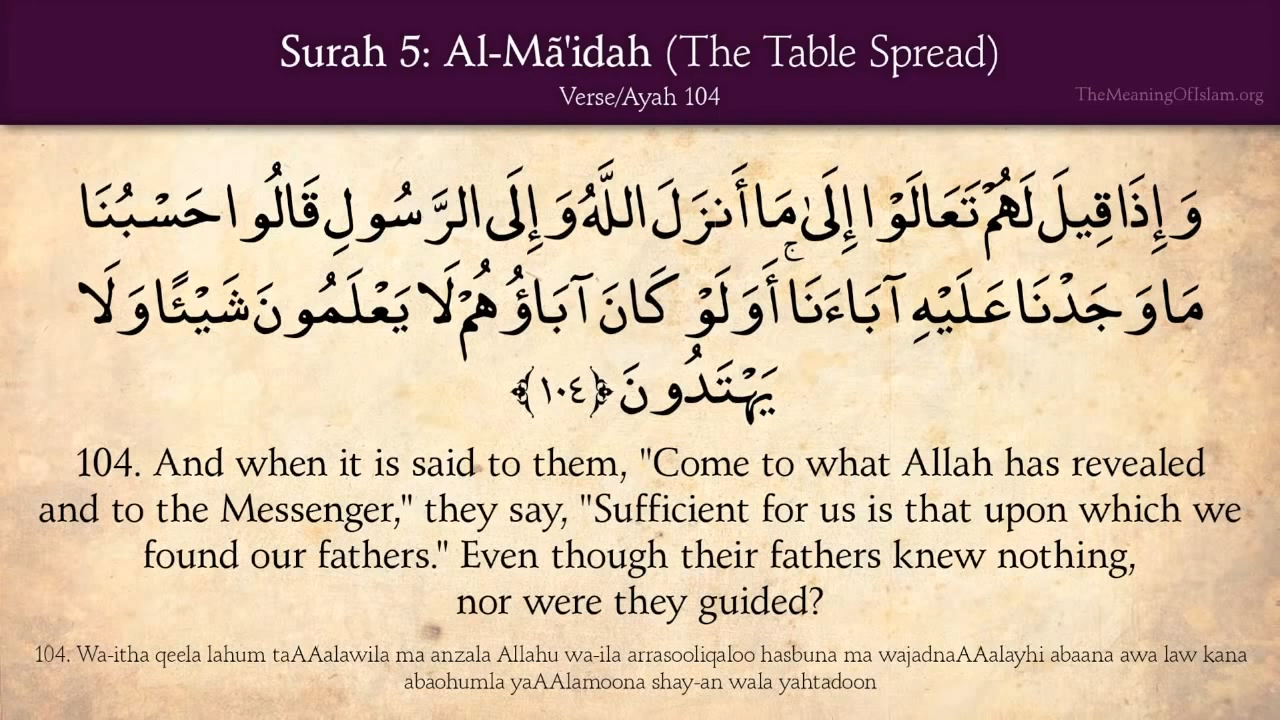 Surah 5: Al-Mã'idah (The Table Spread)
Verse/Ayah 104
TheMeaningOfIslam.org
وَإِذَا قِيلَ لَهُمْ تَعَالَوْا إِلَىٰ مَا أَنزَلَ اللَّهُ وَإِلَى الرَّسُولِ قَالُوا حَسْبُنَا
مَا وَجَدْنَا عَلَيْهِ آبَاءَنَا ۚ أَوَلَوْ كَانَ آبَاؤُهُمْ لَا يَعْلَمُونَ شَيْئًا وَلَا
يَهْتَدُونَ ﴿١٠٤﴾
104. And when it is said to them, "Come to what Allah has revealed
and to the Messenger," they say, "Sufficient for us is that upon which we
found our fathers." Even though their fathers knew nothing,
nor were they guided?
104. Wa-itha qeela lahum taAAalawila ma anzala Allahu wa-ila arrasooliqaloo hasbuna ma wajadnaAAalayhi abaana awa law kana
abaohumla yaAAlamoona shay-an wala yahtadoon